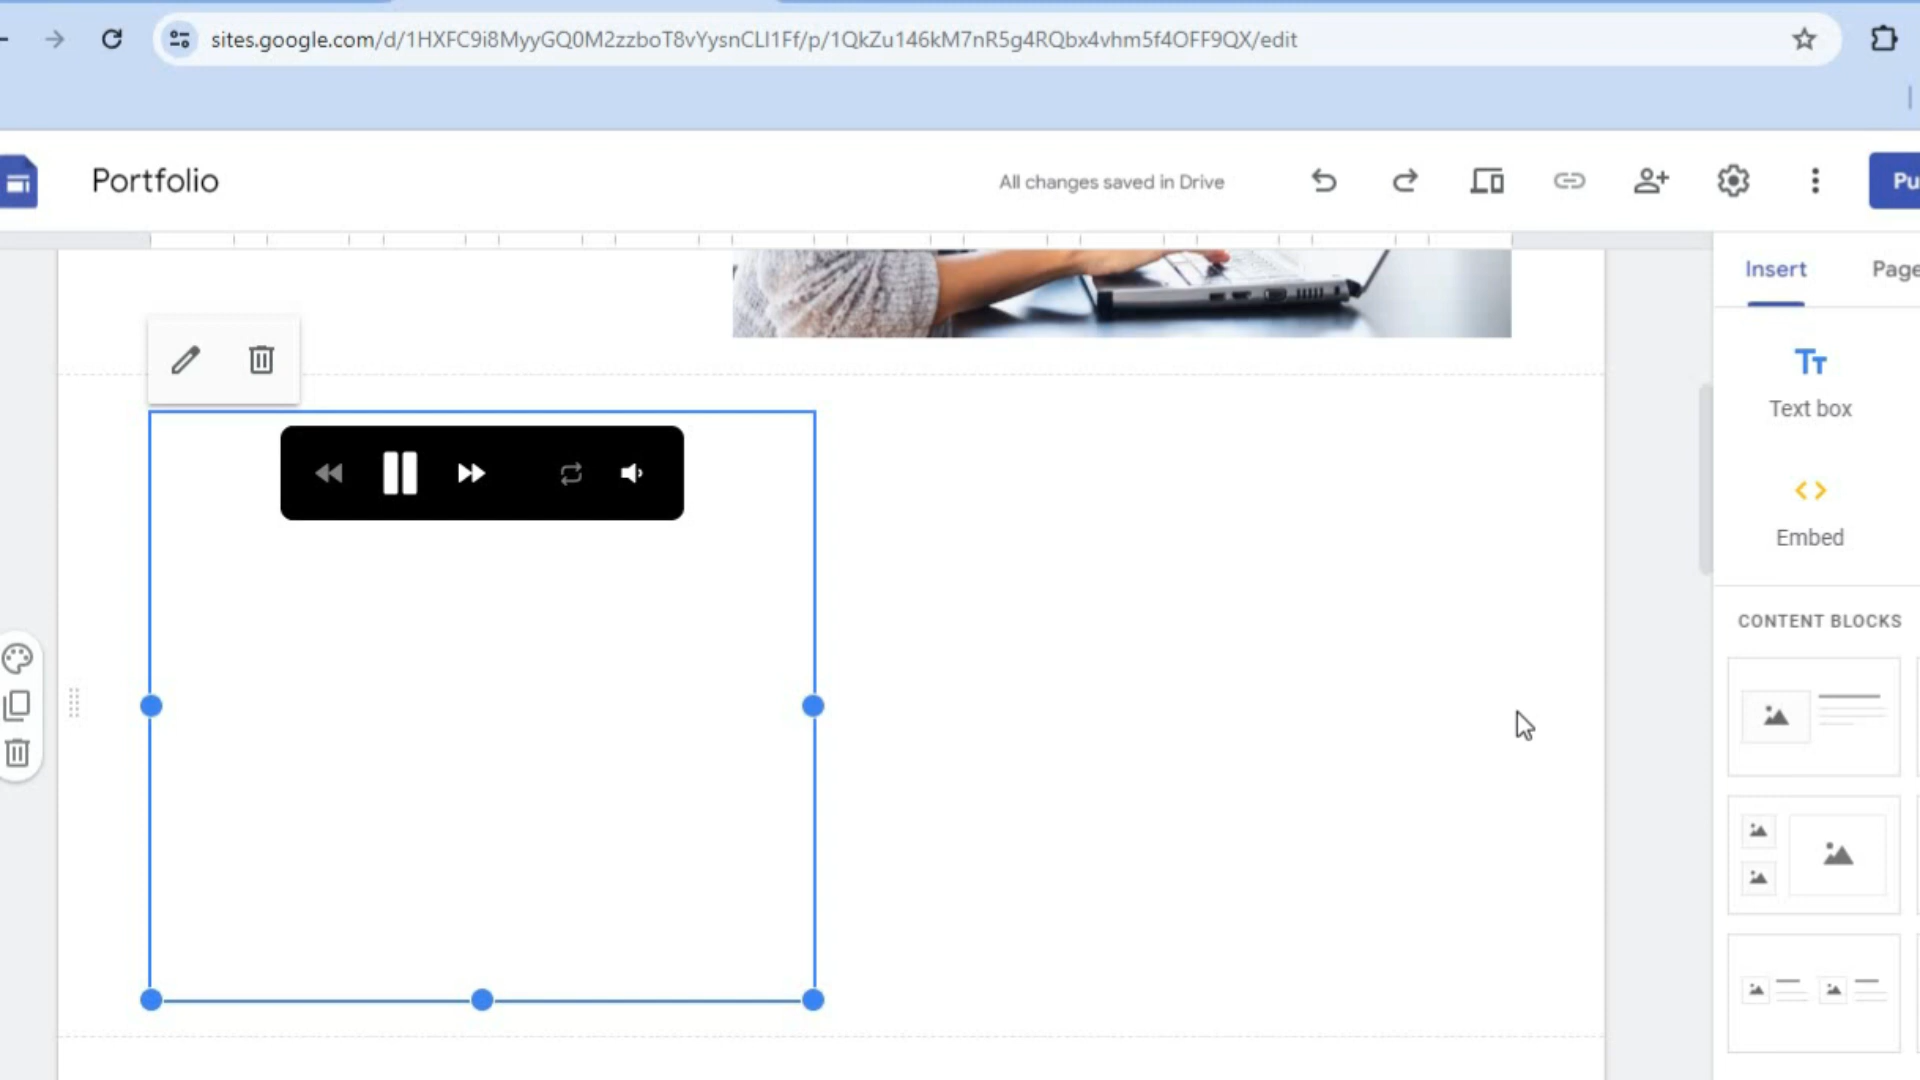 sites.google.com/d/1HXFC9i8MyyGQ0M2zzboT8vYysnCLl1Ff/p/1QkZu146kM7nR5g4RQbx4vhm5f4OFF9QX/edit
Portfolio
All changes saved in Drive
Pu
Insert
Page
Text box
Embed
CONTENT BLOCKS